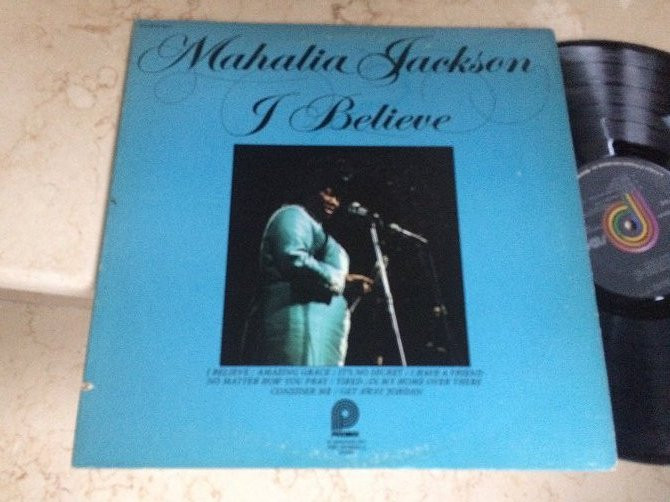 Mahalia Jackson
I Believe
I BELIEVE / AMAZING GRACE / IT'S NO SECRET / I HAVE A FRIEND
NO MATTER HOW YOU PRAY / TIRED / IN MY HOME OVER THERE
CONSIDER ME / GET AWAY JORDAN
P
PICKWICK